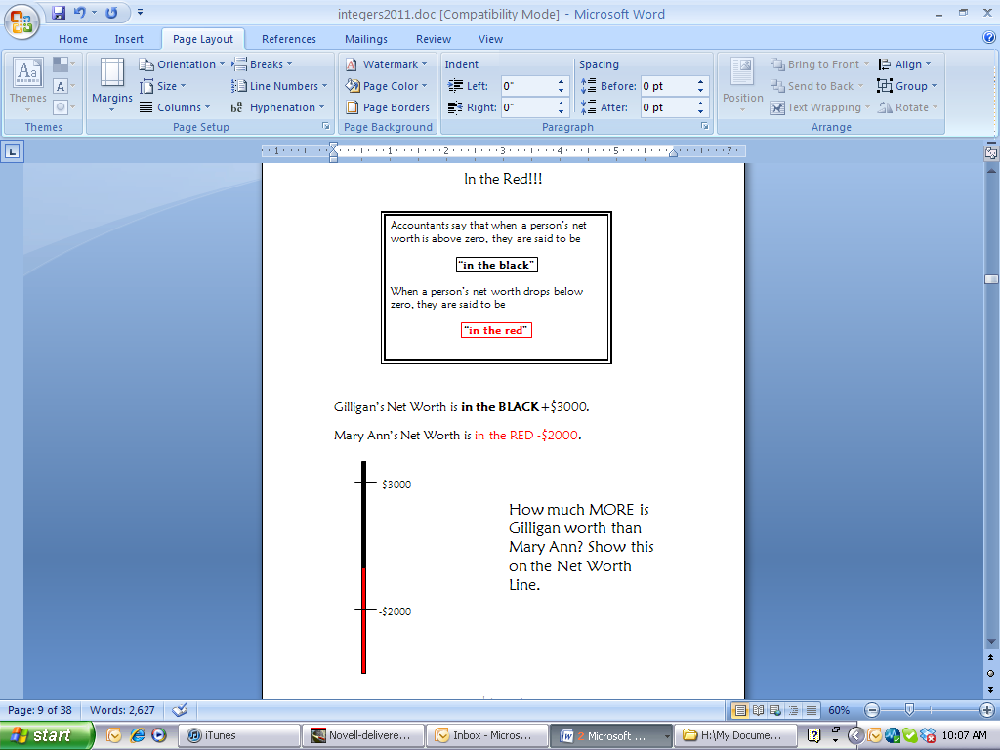 integers2011.doc [Compatibility Mode] - Microsoft Word
Home Insert Page Layout References Mailings Review View
Aa Themes Margins Orientation Size Columns Breaks Line Numbers Hyphenation Watermark Page Color Page Borders Indent Left: 0" Right: 0" Spacing Before: 0 pt After: 0 pt Position Bring to Front Send to Back Text Wrapping Align Group Rotate
Themes Page Setup Page Background Paragraph Arrange
1 1 2 3 4 5 7
In the Red!!!
Accountants say that when a person's net
worth is above zero, they are said to be
"in the black"
When a person's net worth drops below
zero, they are said to be
"in the red"
Gilligan's Net Worth is in the BLACK +$3000.
Mary Ann's Net Worth is in the RED -$2000.
$3000
How much MORE is
Gilligan worth than
Mary Ann? Show this
on the Net Worth
Line.
-$2000
Page: 9 of 38 Words: 2,627 60%
start iTunes Novell-delivere... Inbox - Micros... 2 Microsoft ... H:\My Docume... 10:07 AM